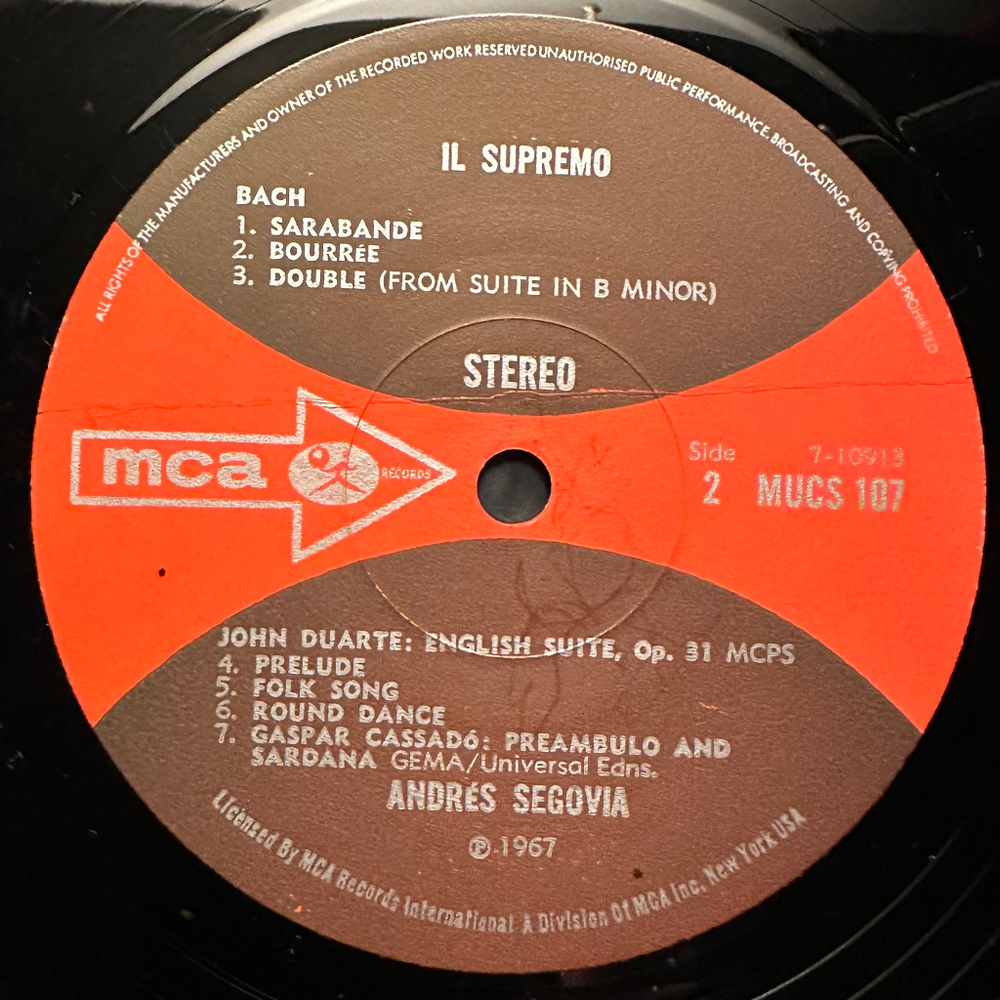 ALL RIGHTS OF THE MANUFACTURERS AND OWNER OF THE RECORDED WORK RESERVED UNAUTHORISED PUBLIC PERFORMANCE, BROADCASTING AND COPYING PROHIBITED
IL SUPREMO
BACH
1. SARABANDE
2. BOURRÉE
3. DOUBLE (FROM SUITE IN B MINOR)
STEREO
mca RECORDS
Side 2
7-10913
MUCS 107
JOHN DUARTE: ENGLISH SUITE, Op. 31 MCPS
4. PRELUDE
5. FOLK SONG
6. ROUND DANCE
7. GASPAR CASSADÓ: PREAMBULO AND
SARDANA GEMA/Universal Edns.
ANDRÉS SEGOVIA
℗ 1967
Licensed By MCA Records International A Division Of MCA Inc. New York USA